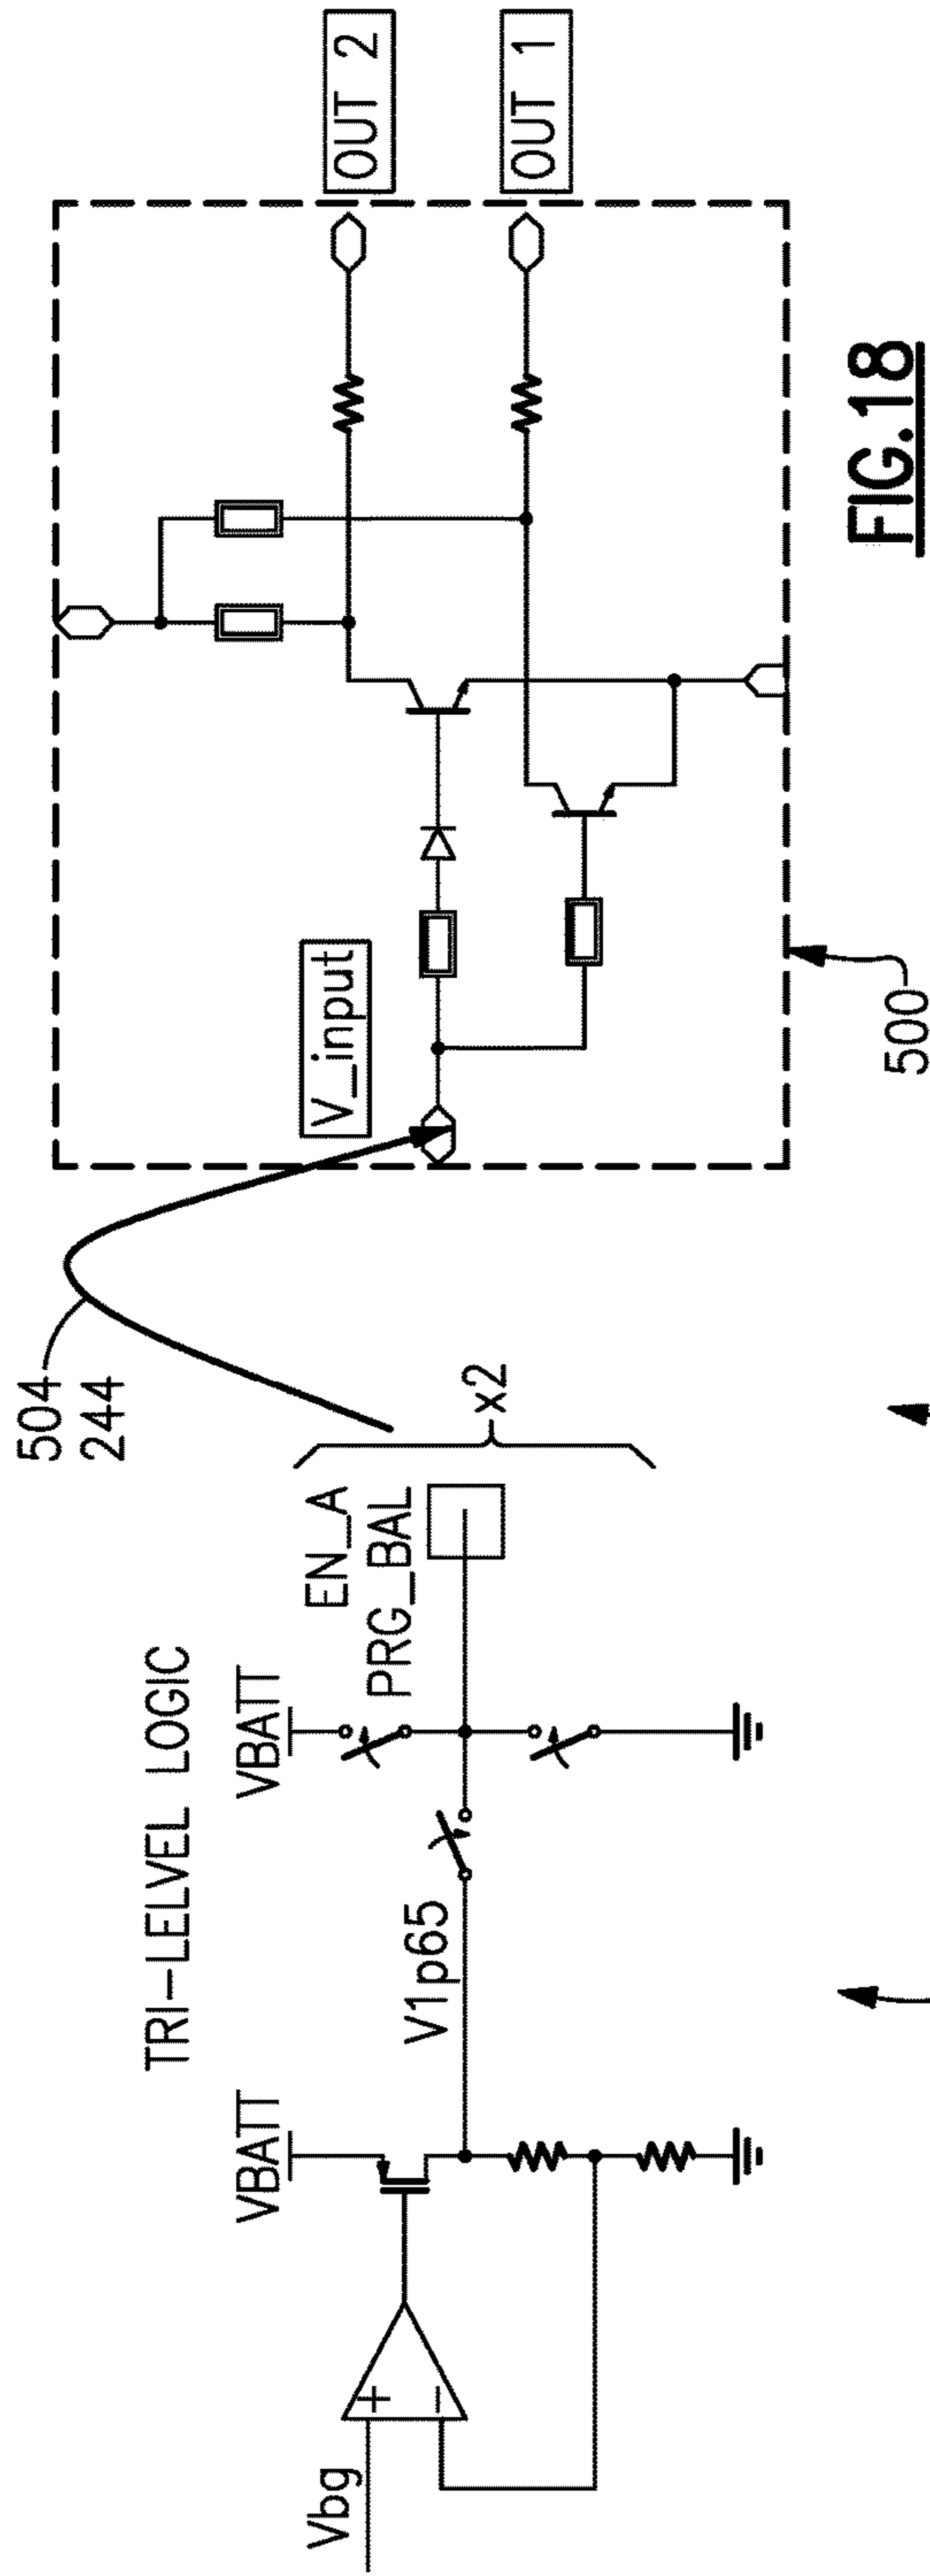 TRI-LELVEL LOGIC
Vbg
VBATT
V1p65
VBATT
EN_A
PRG_BAL
x2
504
244
V_input
OUT 2
OUT 1
500
FIG.18